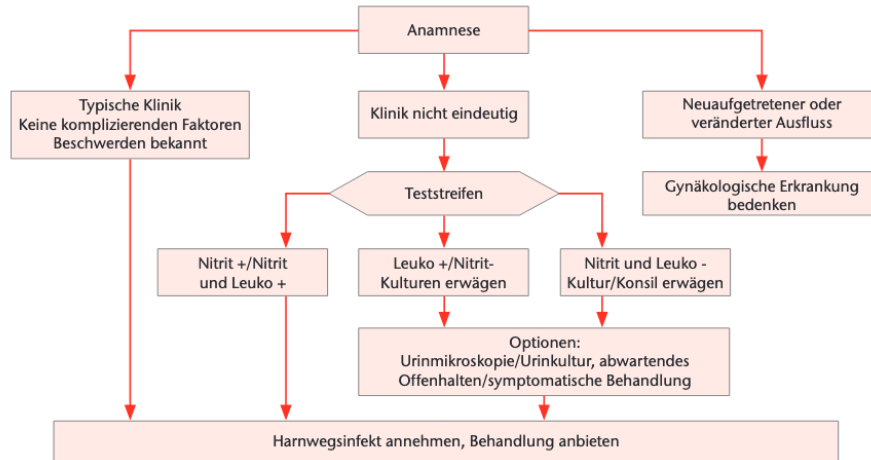 Anamnese
Typische Klinik
Keine komplizierenden Faktoren
Beschwerden bekannt
Klinik nicht eindeutig
Neuaufgetretener oder
veränderter Ausfluss
Gynäkologische Erkrankung
bedenken
Teststreifen
Nitrit +/Nitrit
und Leuko +
Leuko +/Nitrit-
Kulturen erwägen
Nitrit und Leuko -
Kultur/Konsil erwägen
Optionen:
Urinmikroskopie/Urinkultur, abwartendes
Offenhalten/symptomatische Behandlung
Harnwegsinfekt annehmen, Behandlung anbieten